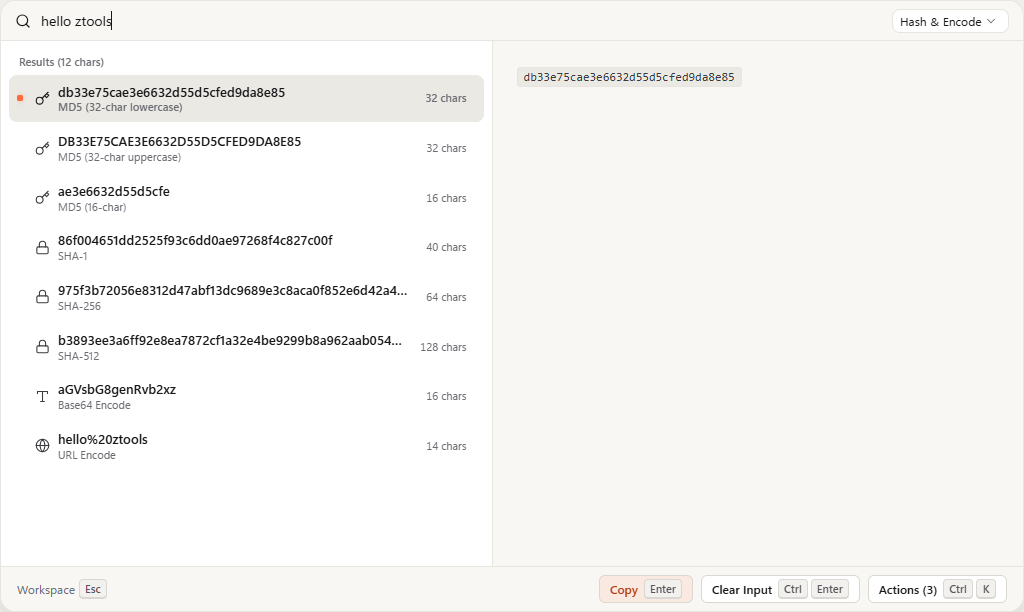 hello ztools
Hash & Encode
Results (12 chars)
db33e75cae3e6632d55d5cfed9da8e85
MD5 (32-char lowercase)
32 chars
db33e75cae3e6632d55d5cfed9da8e85
DB33E75CAE3E6632D55D5CFED9DA8E85
MD5 (32-char uppercase)
32 chars
ae3e6632d55d5cfe
MD5 (16-char)
16 chars
86f004651dd2525f93c6dd0ae97268f4c827c00f
SHA-1
40 chars
975f3b72056e8312d47abf13dc9689e3c8aca0f852e6d42a4...
SHA-256
64 chars
b3893ee3a6ff92e8ea7872cf1a32e4be9299b8a962aab054...
SHA-512
128 chars
aGVsbG8genRvb2xz
Base64 Encode
16 chars
hello%20ztools
URL Encode
14 chars
Workspace Esc
Copy Enter
Clear Input Ctrl Enter
Actions (3) Ctrl K